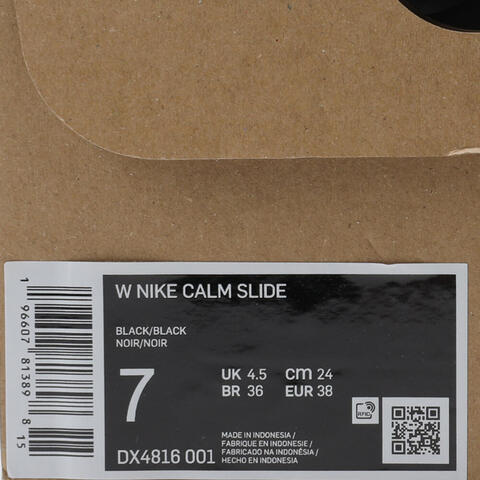 W NIKE CALM SLIDE
BLACK/BLACK
NOIR/NOIR
7
UK 4.5 cm 24
BR 36 EUR 38
RFID
DX4816 001
MADE IN INDONESIA /
FABRIQUE EN INDONESIE /
FABRICADO NA INDONÉSIA /
HECHO EN INDONESIA
1 96607 81389 8 15